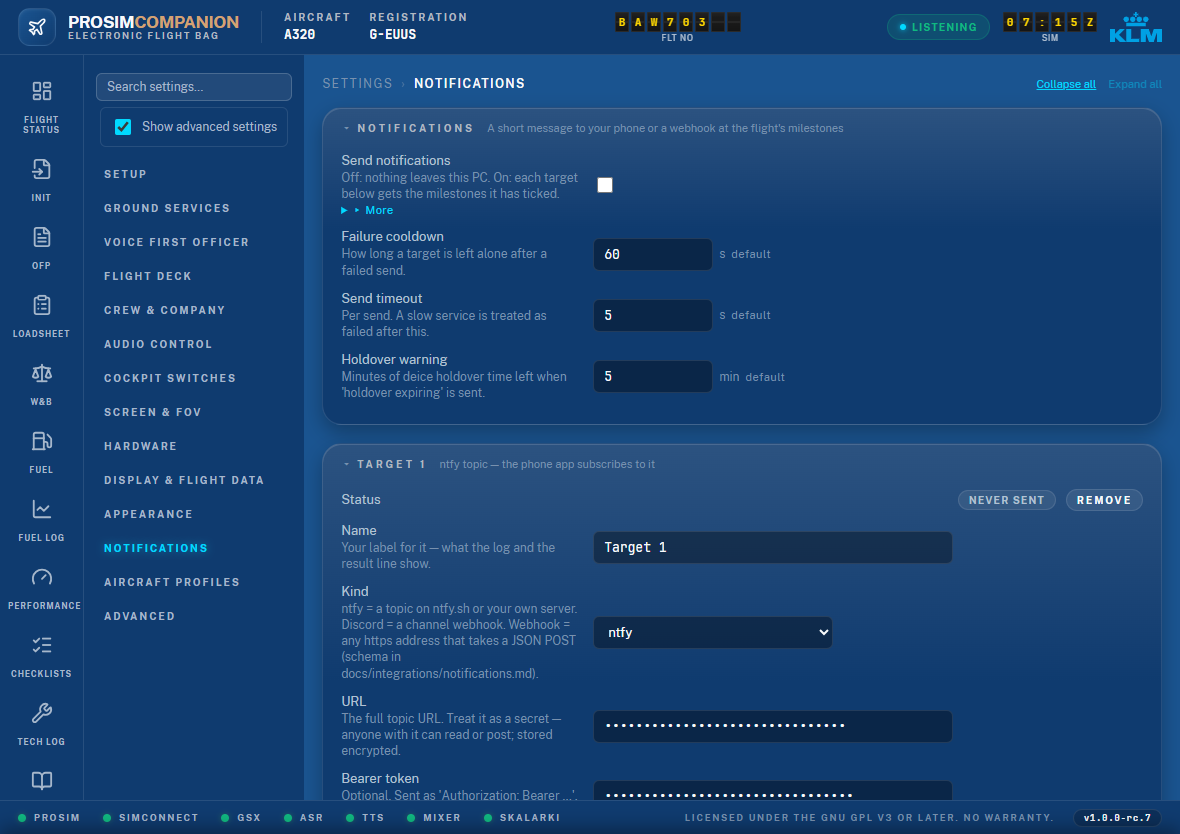 PROSIMCOMPANION
ELECTRONIC FLIGHT BAG
AIRCRAFT
A320
REGISTRATION
G-EUUS
BAW703
FLT NO
LISTENING
07:15Z
SIM
KLM
FLIGHT STATUS
INIT
OFP
LOADSHEET
W&B
FUEL
FUEL LOG
PERFORMANCE
CHECKLISTS
TECH LOG
Search settings...
Show advanced settings
SETUP
GROUND SERVICES
VOICE FIRST OFFICER
FLIGHT DECK
CREW & COMPANY
AUDIO CONTROL
COCKPIT SWITCHES
SCREEN & FOV
HARDWARE
DISPLAY & FLIGHT DATA
APPEARANCE
NOTIFICATIONS
AIRCRAFT PROFILES
ADVANCED
SETTINGS › NOTIFICATIONS
Collapse all Expand all
NOTIFICATIONS A short message to your phone or a webhook at the flight's milestones
Send notifications
Off: nothing leaves this PC. On: each target
below gets the milestones it has ticked.
More
Failure cooldown
How long a target is left alone after a
failed send.
60 s default
Send timeout
Per send. A slow service is treated as
failed after this.
5 s default
Holdover warning
Minutes of deice holdover time left when
'holdover expiring' is sent.
5 min default
TARGET 1 ntfy topic — the phone app subscribes to it
Status
NEVER SENT REMOVE
Name
Your label for it — what the log and the
result line show.
Target 1
Kind
ntfy = a topic on ntfy.sh or your own server.
Discord = a channel webhook. Webhook =
any https address that takes a JSON POST
(schema in
docs/integrations/notifications.md).
ntfy
URL
The full topic URL. Treat it as a secret —
anyone with it can read or post; stored
encrypted.
Bearer token
Optional. Sent as 'Authorization: Bearer ...'.
PROSIM SIMCONNECT GSX ASR TTS MIXER SKALARKI
LICENSED UNDER THE GNU GPL V3 OR LATER. NO WARRANTY.
v1.0.0-rc.7